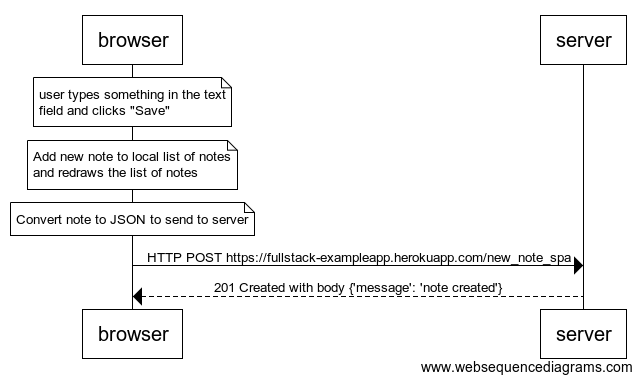 browser
server
user types something in the text
field and clicks "Save"
Add new note to local list of notes
and redraws the list of notes
Convert note to JSON to send to server
HTTP POST https://fullstack-exampleapp.herokuapp.com/new_note_spa
201 Created with body {'message': 'note created'}
browser
server
www.websequencediagrams.com